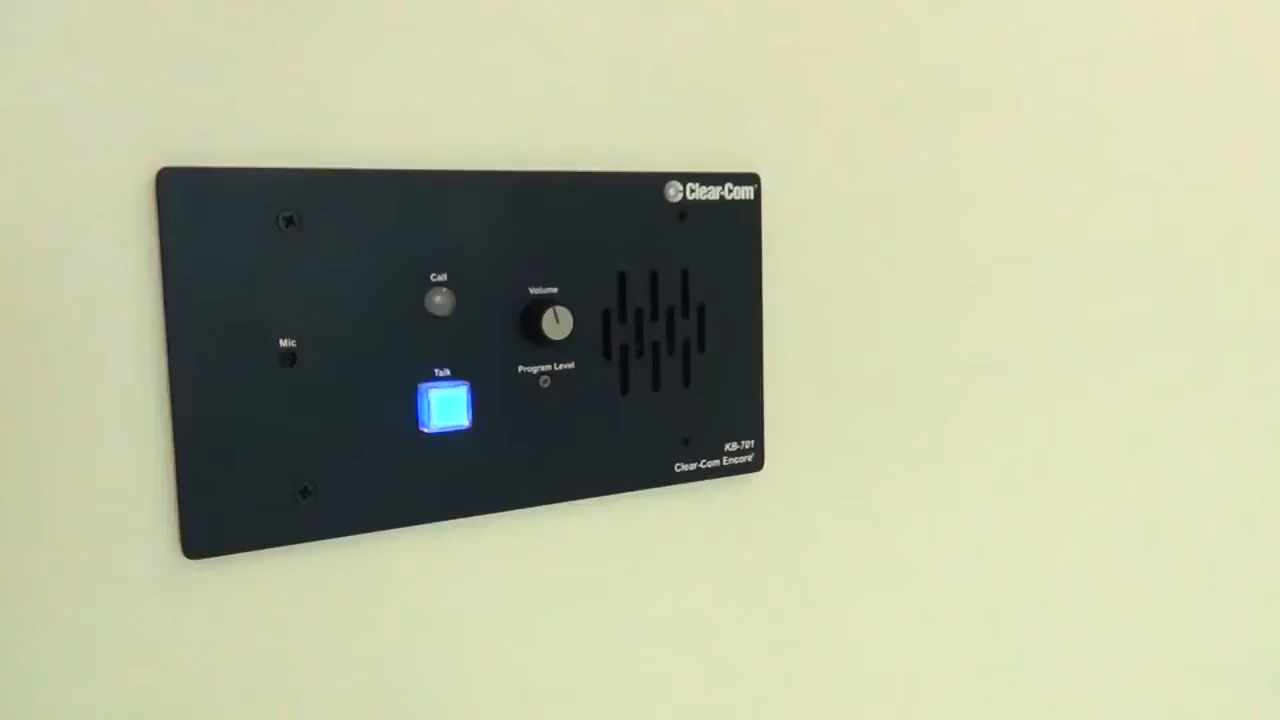 Clear-Com®
Call
Volume
Mic
Program Level
Talk
KB-701
Clear-Com Encore®